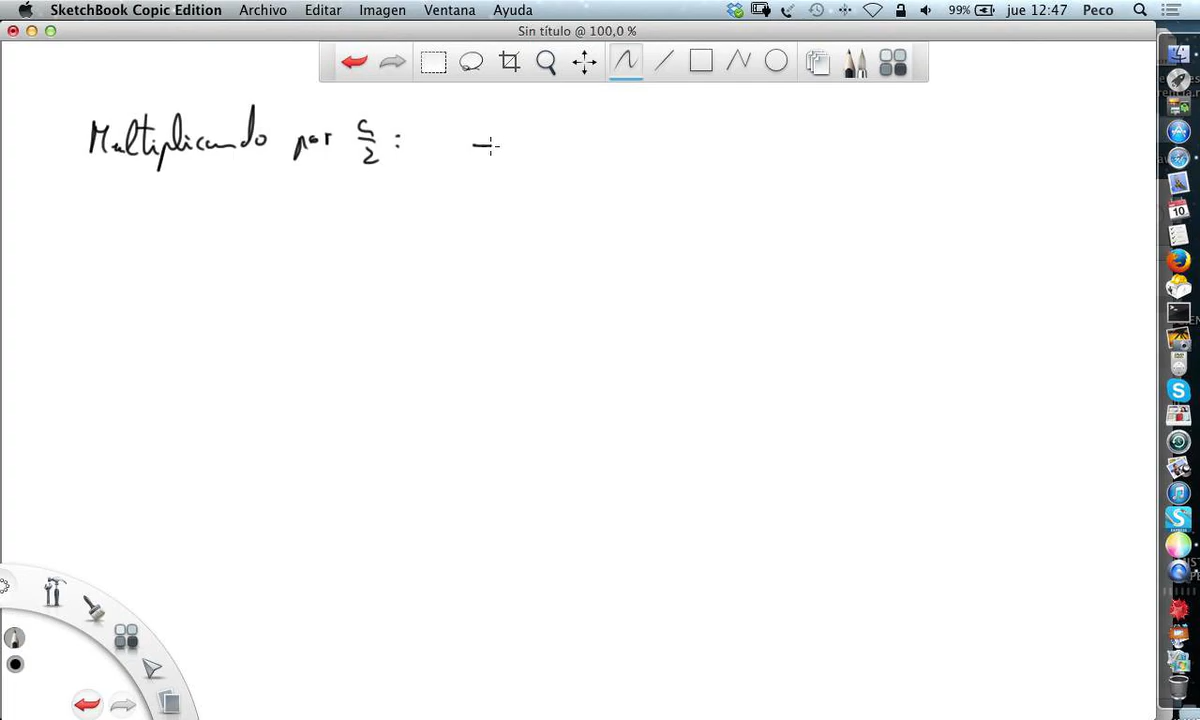 SketchBook Copic Edition Archivo Editar Imagen Ventana Ayuda 99% jue 12:47 Peco
Sin título @ 100,0 %
Multiplicando por c/2 : -
10